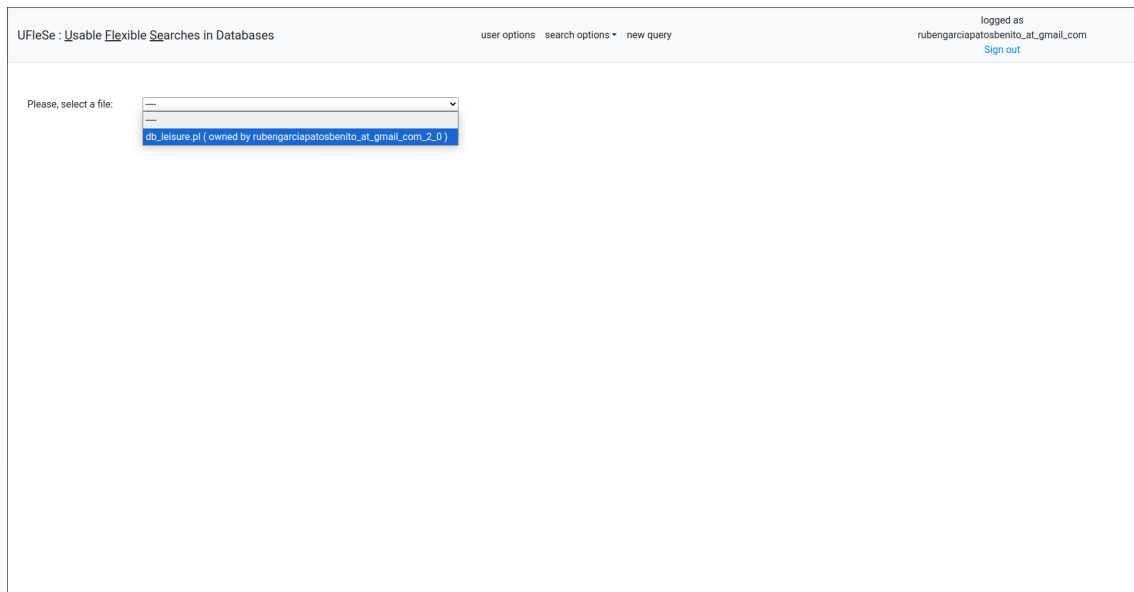 UFleSe : Usable Flexible Searches in Databases
user options search options new query
logged as
rubengarciapatosbenito_at_gmail_com
Sign out
Please, select a file:
----
----
db_leisure.pl ( owned by rubengarciapatosbenito_at_gmail_com_2_0 )